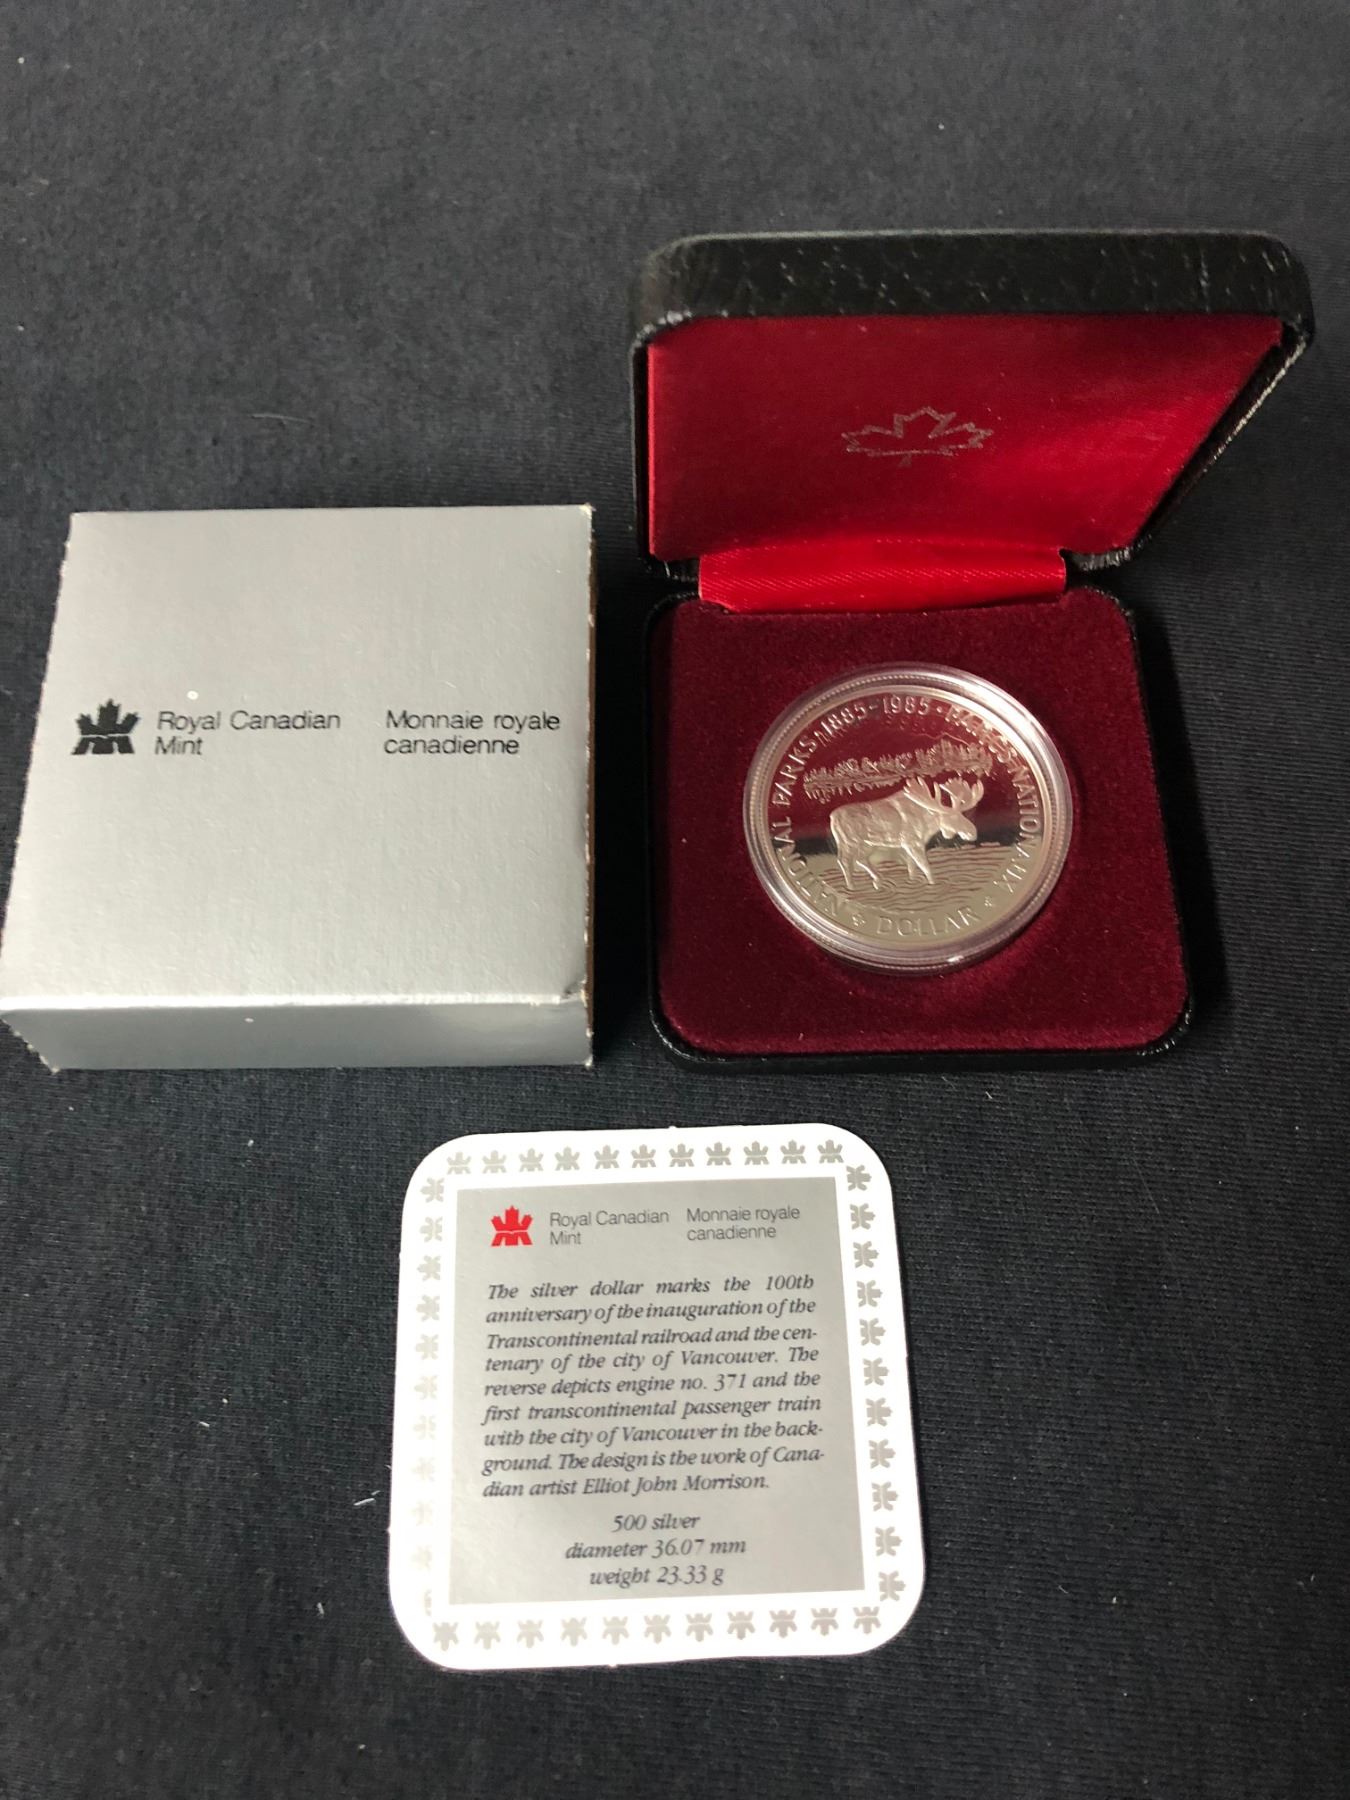 Royal Canadian Mint
Monnaie royale canadienne
NATIONAL PARKS · 1885-1985 · PARCS NATIONAUX
DOLLAR
Royal Canadian Mint
Monnaie royale canadienne
The silver dollar marks the 100th
anniversary of the inauguration of the
Transcontinental railroad and the cen-
tenary of the city of Vancouver. The
reverse depicts engine no. 371 and the
first transcontinental passenger train
with the city of Vancouver in the back-
ground. The design is the work of Cana-
dian artist Elliot John Morrison.
500 silver
diameter 36.07 mm
weight 23.33 g